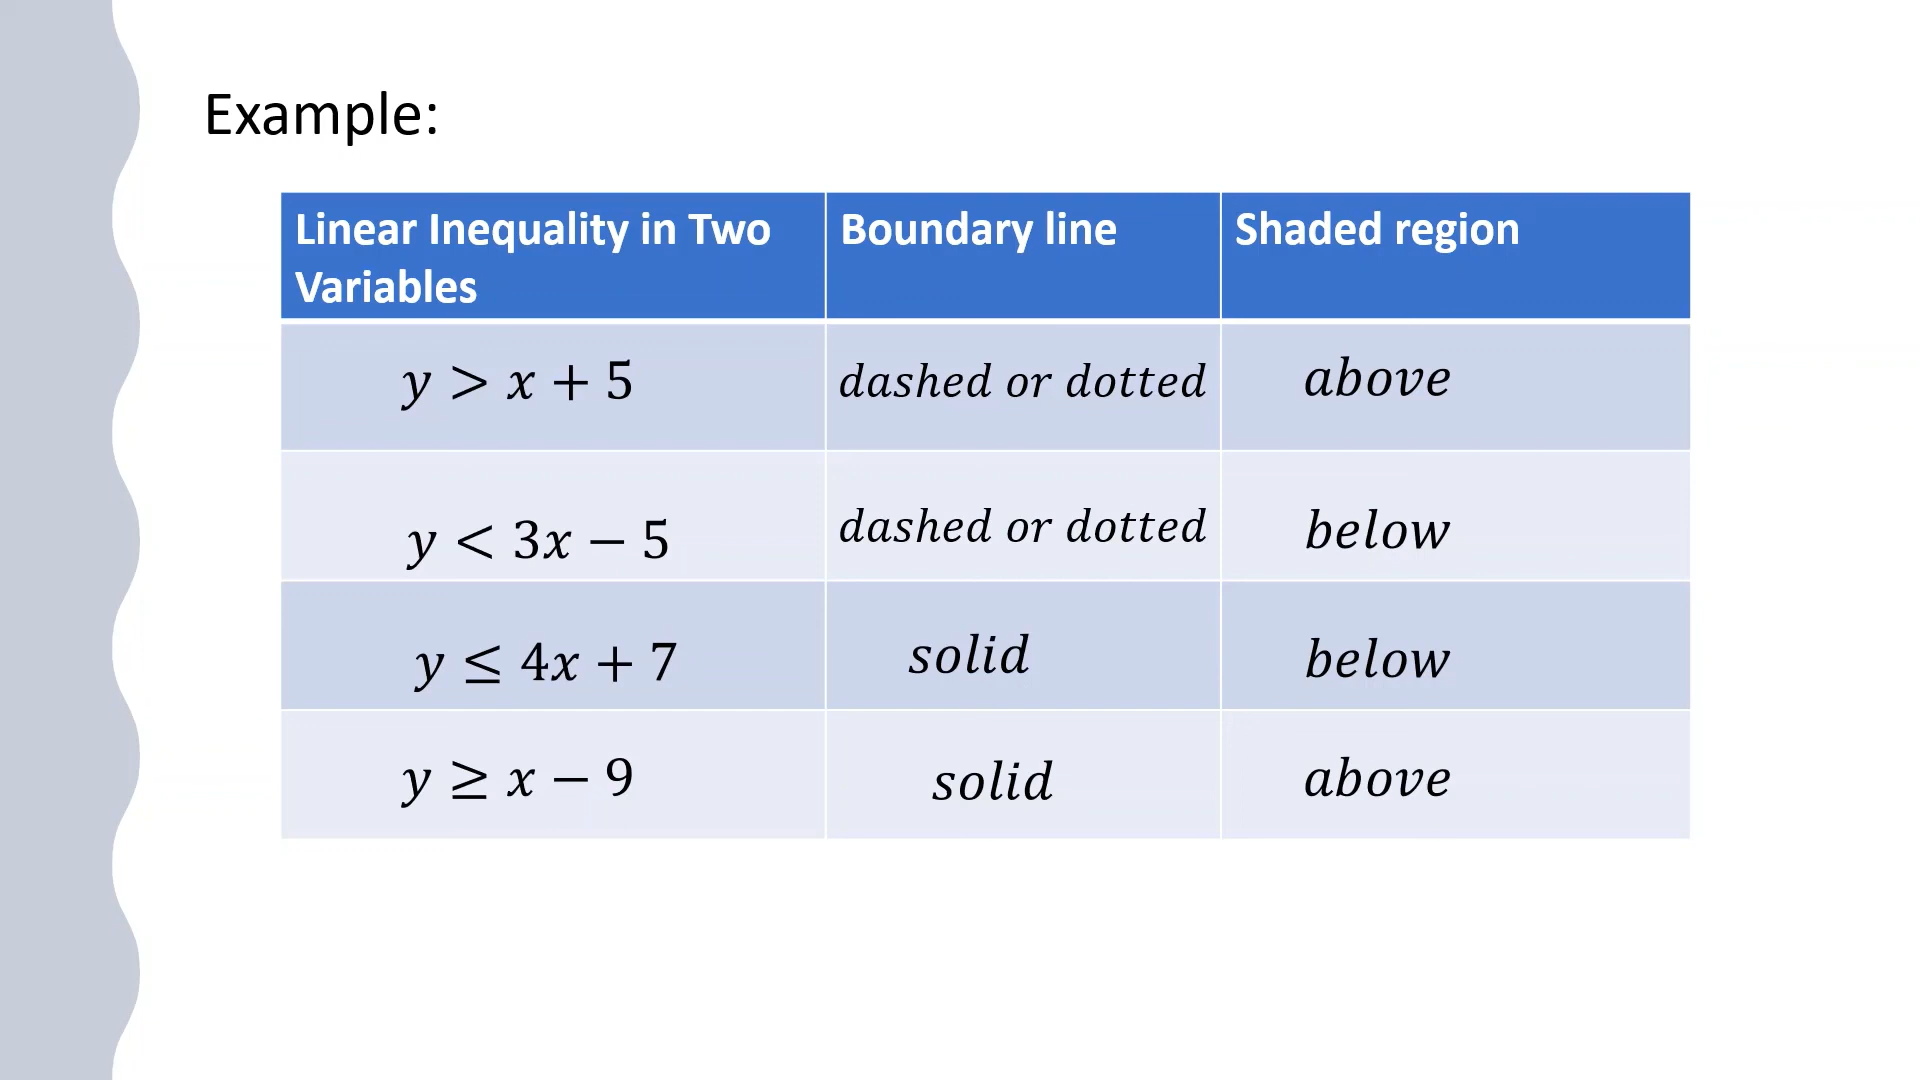 Example:
Linear Inequality in Two Variables
Boundary line
Shaded region
y > x + 5
dashed or dotted
above
y < 3x − 5
dashed or dotted
below
y ≤ 4x + 7
solid
below
y ≥ x − 9
solid
above